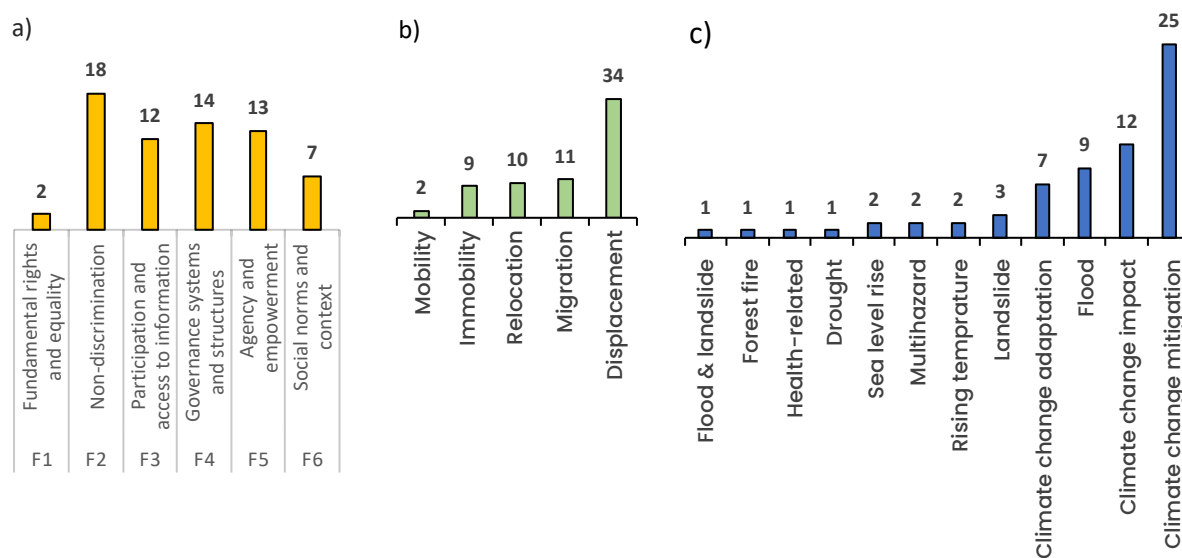 a)
18
14
13
12
7
2
Fundamental rights
and equality
Non-discrimination
Participation and
access to information
Governance systems
and structures
Agency and
empowerment
Social norms and
context
F1
F2
F3
F4
F5
F6
b)
2
9
10
11
34
Mobility
Immobility
Relocation
Migration
Displacement
c)
1
1
1
1
2
2
2
3
7
9
12
25
Flood & landslide
Forest fire
Health-related
Drought
Sea level rise
Multihazard
Rising temprature
Landslide
Climate change adaptation
Flood
Climate change impact
Climate change mitigation